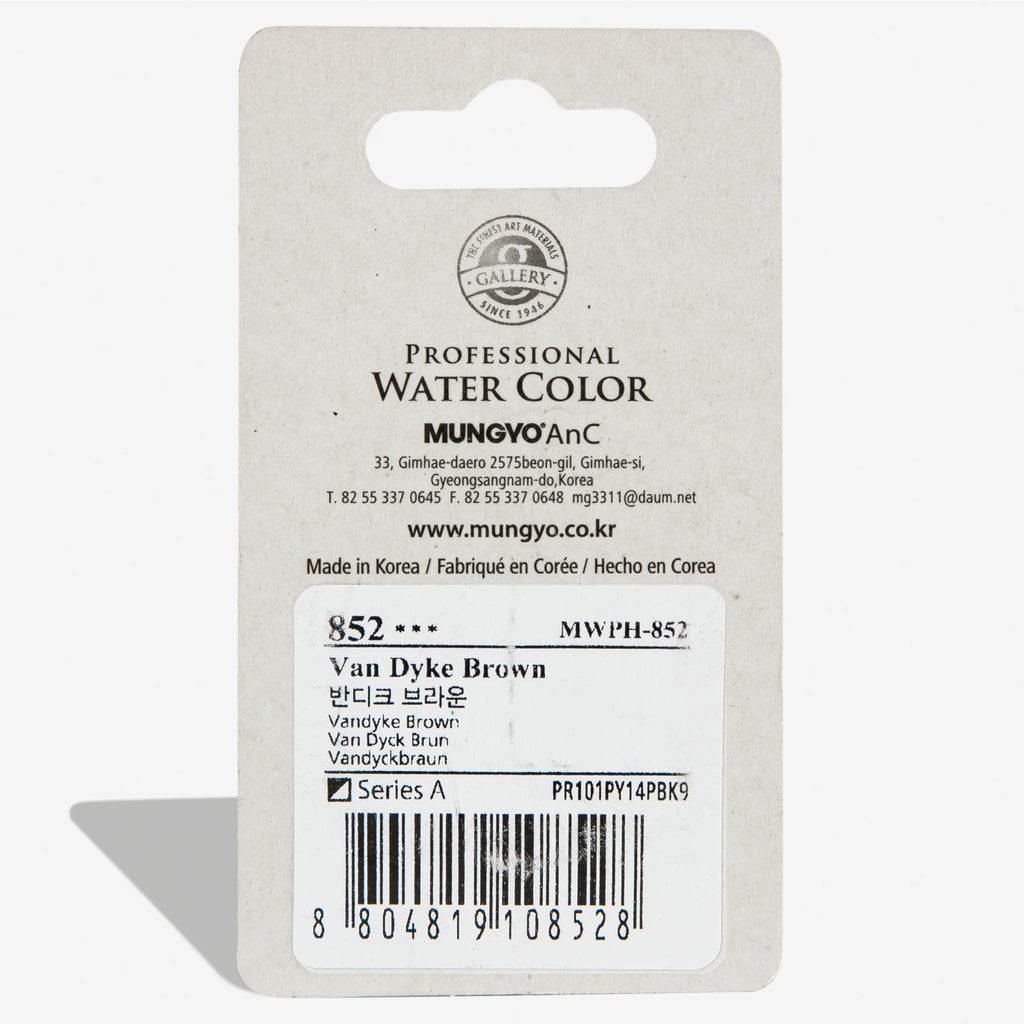 THE FINEST ART MATERIALS
g
· GALLERY ·
SINCE 1946
PROFESSIONAL
WATER COLOR
MUNGYO® AnC
33, Gimhae-daero 2575beon-gil, Gimhae-si,
Gyeongsangnam-do,Korea
T. 82 55 337 0645 F. 82 55 337 0648 mg3311@daum.net
www.mungyo.co.kr
Made in Korea / Fabriqué en Corée / Hecho en Corea
852 *** MWPH-852
Van Dyke Brown
반디크 브라운
Vandyke Brown
Van Dyck Brun
Vandyckbraun
Series A PR101PY14PBK9
8 804819 108528